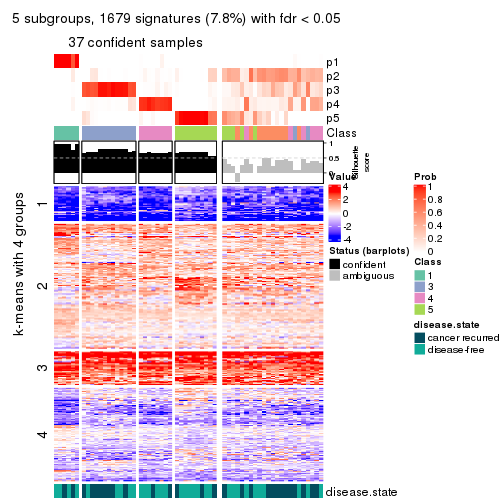 5 subgroups, 1679 signatures (7.8%) with fdr < 0.05
37 confident samples
p1
p2
p3
p4
p5
Class
1
0.5
0
Silhouette
score
k-means with 4 groups
1
2
3
4
Value
4
2
0
-2
-4
Status (barplots)
confident
ambiguous
Prob
1
0.8
0.6
0.4
0.2
0
Class
1
3
4
5
disease.state
cancer recurred
disease-free
disease.state